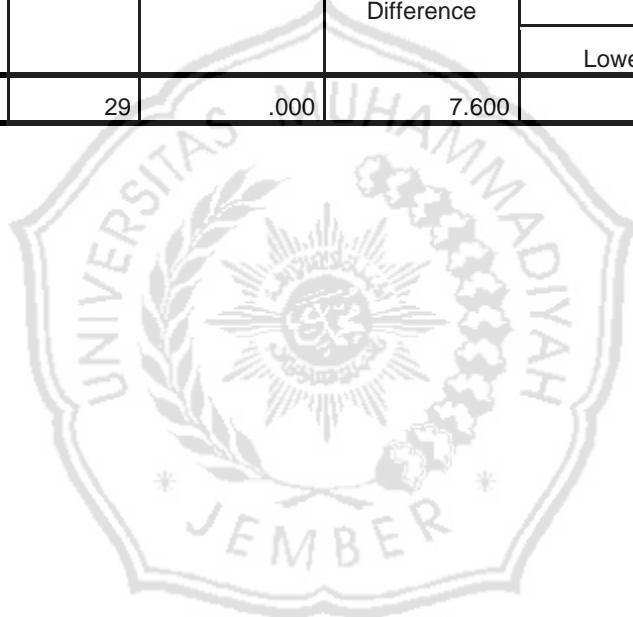 Difference
Lowe
29 .000 7.600
UNIVERSITAS MUHAMMADIYAH
JEMBER